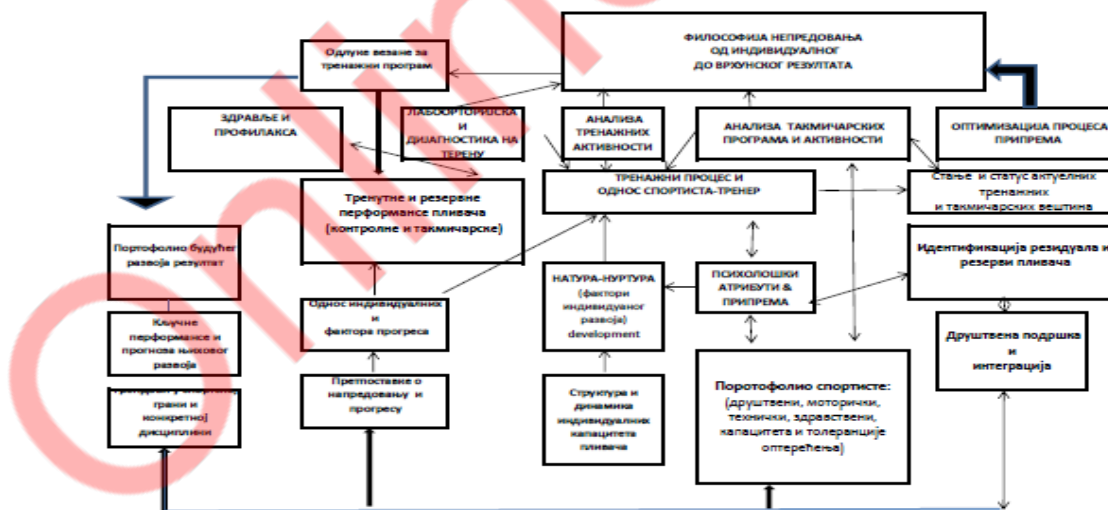 ФИЛОСОФИЈА НЕПРЕДОВАЊА
ОД ИНДИВИДУАЛНОГ
ДО ВРХУНСКОГ РЕЗУЛТАТА
Одлуке везане за
тренажни програм
ЗДРАВЉЕ И
ПРОФИЛАКСА
ЛАБООРТОРИЈСКА
И
ДИЈАГНОСТИКА НА
ТЕРЕНУ
АНАЛИЗА
ТРЕНАЖНИХ
АКТИВНОСТИ
АНАЛИЗА ТАКМИЧАРСКИХ
ПРОГРАМА И АКТИВНОСТИ
ОПТИМИЗАЦИЈА ПРОЦЕСА
ПРИПРЕМА
Тренутне и резервне
перформансе пливача
(контролне и такмичарске)
ТРЕНАЖНИ ПРОЦЕС И
ОДНОС СПОРТИСТА-ТРЕНЕР
Стање и статус актуелних
тренажних
и такмичарских вештина
Портофолио будућег
развоја резултат
Идентификација резидуала и
резерви пливача
НАТУРА-НУРТУРА
(фактори
индивидуаног
развоја)
development
ПСИХОЛОШКИ
АТРИБУТИ &
ПРИПРЕМА
Однос индивидуалних
и
фактора прогреса
Кључне
перформансе и
прогноза њиховог
развоја
Друштвена подршка
и
интеграција
Претпоставке о
напредовању и
прогресу
Структура и
динамика
индивидуалних
капацитета
пливача
Поротофолио спортисте:
(друштвени, моторички,
технички, здравствени,
капацитета и толеранције
оптерећења)
грани и
конкретној
дисциплини
Online